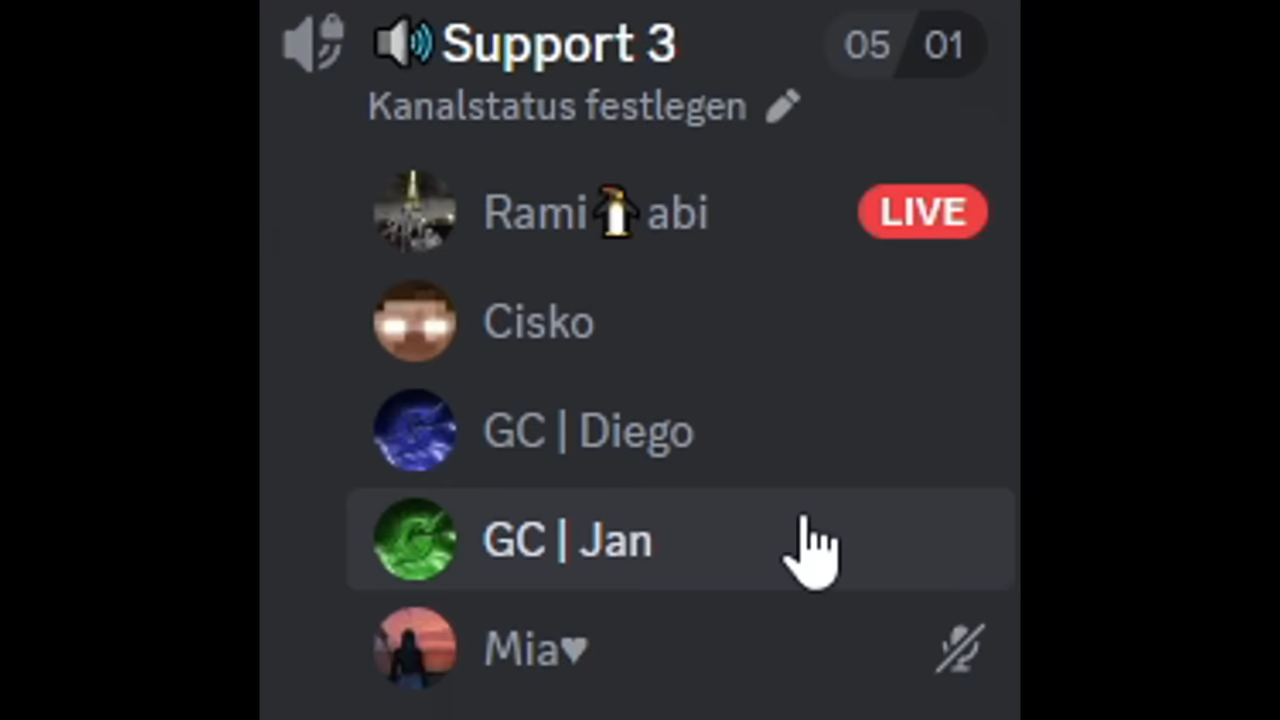 🔊 Support 3 05 01
Kanalstatus festlegen
Rami🐧abi LIVE
Cisko
GC | Diego
GC | Jan
Mia♥